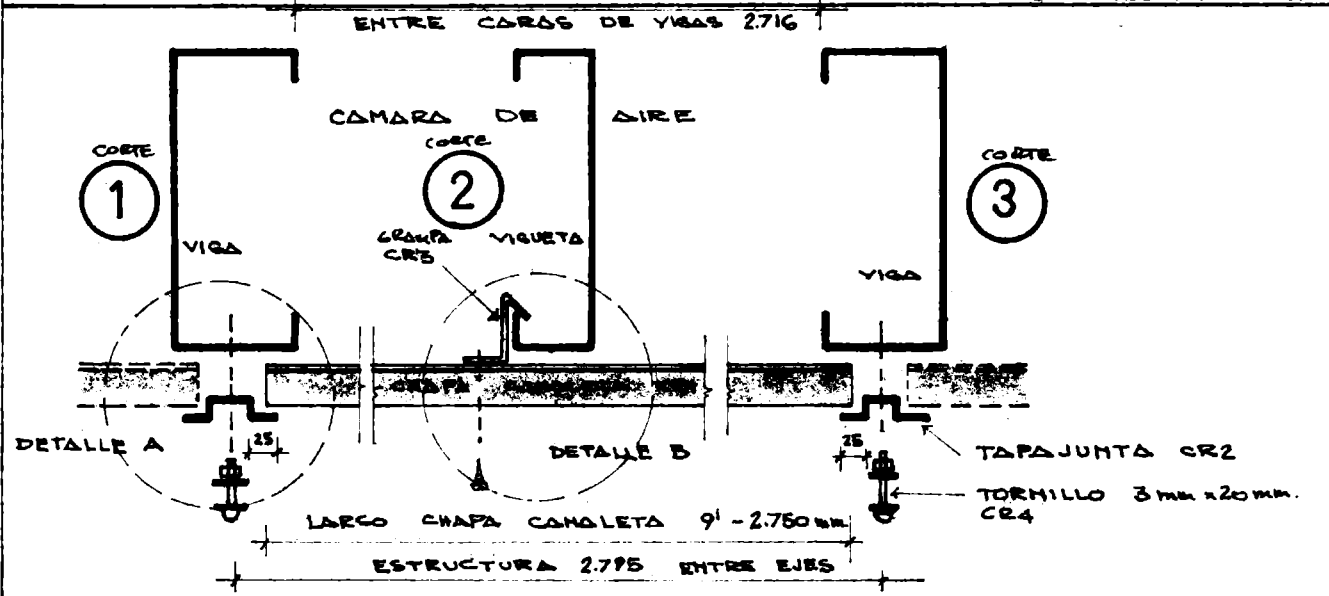 ENTRE CARAS DE VIGAS 2.716
CAMARA DE AIRE
CORTE
1
CORTE
2
CORTE
3
VIGA
GRAMPA
CR3
VIGUETA
VIGA
CHAPA
DETALLE A
25
DETALLE B
25
TAPAJUNTA CR2
TORNILLO 3mm x 20mm.
CR4
LARGO CHAPA CANALETA 9' - 2.750 mm
ESTRUCTURA 2.795 ENTRE EJES